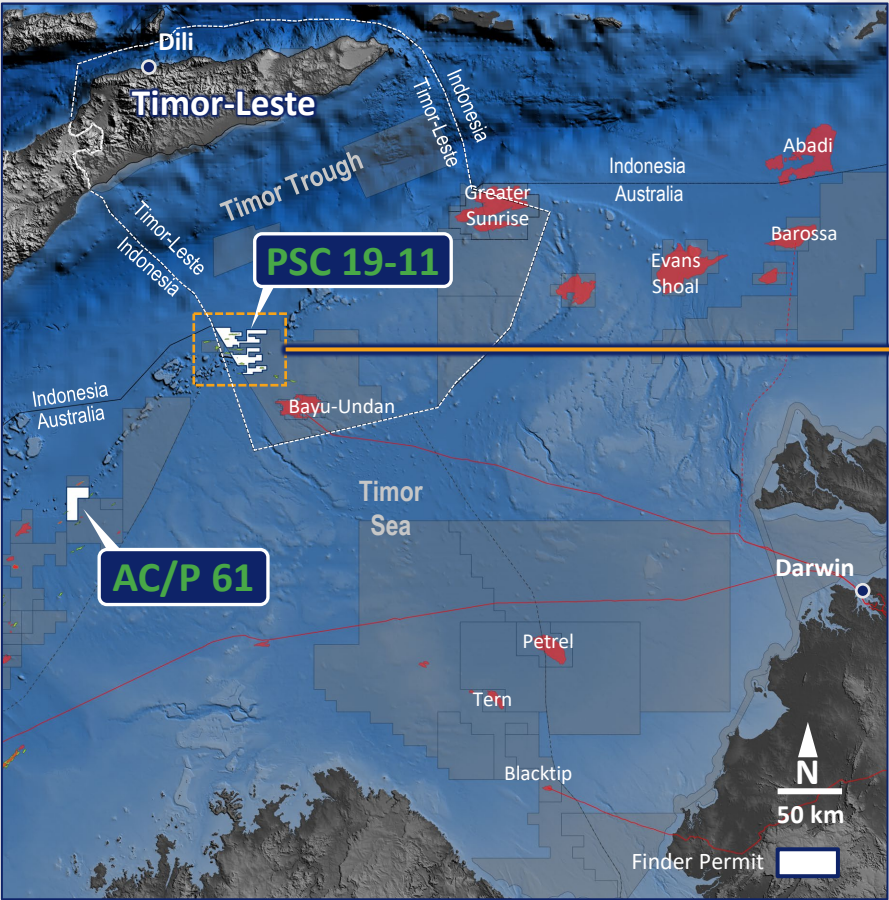 Dili
Timor-Leste
Indonesia
Timor-Leste
Timor Trough
Indonesia
Australia
Abadi
Greater
Sunrise
Barossa
Timor-Leste
Indonesia
PSC 19-11
Evans
Shoal
Indonesia
Australia
Bayu-Undan
Timor
Sea
AC/P 61
Darwin
Petrel
Tern
Blacktip
N
50 km
Finder Permit